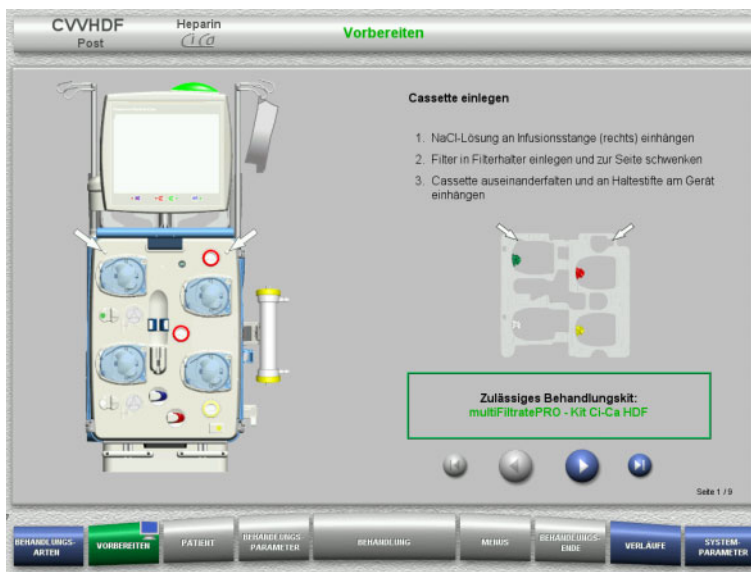 CVVHDF
Post
Heparin
Ci Ca
Vorbereiten
Cassette einlegen
1. NaCl-Lösung an Infusionsstange (rechts) einhängen
2. Filter in Filterhalter einlegen und zur Seite schwenken
3. Cassette auseinanderfalten und an Haltestifte am Gerät
einhängen
Zulässiges Behandlungskit:
multiFiltratePRO - Kit Ci-Ca HDF
Seite 1 / 9
BEHANDLUNGS-
ARTEN
VORBEREITEN
PATIENT
BEHANDLUNGS-
PARAMETER
BEHANDLUNG
MENUS
BEHANDLUNGS-
ENDE
VERLÄUFE
SYSTEM-
PARAMETER